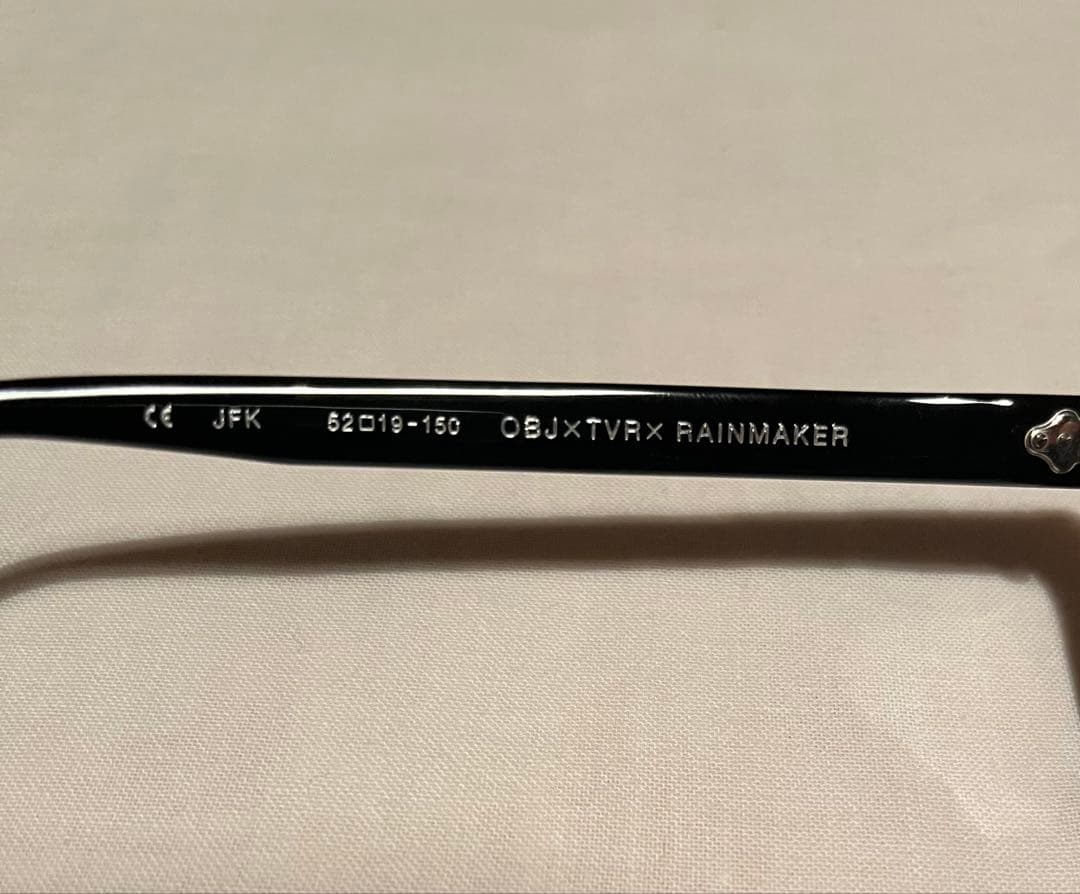 CE JFK 52□19-150 OBJ×TVR× RAINMAKER